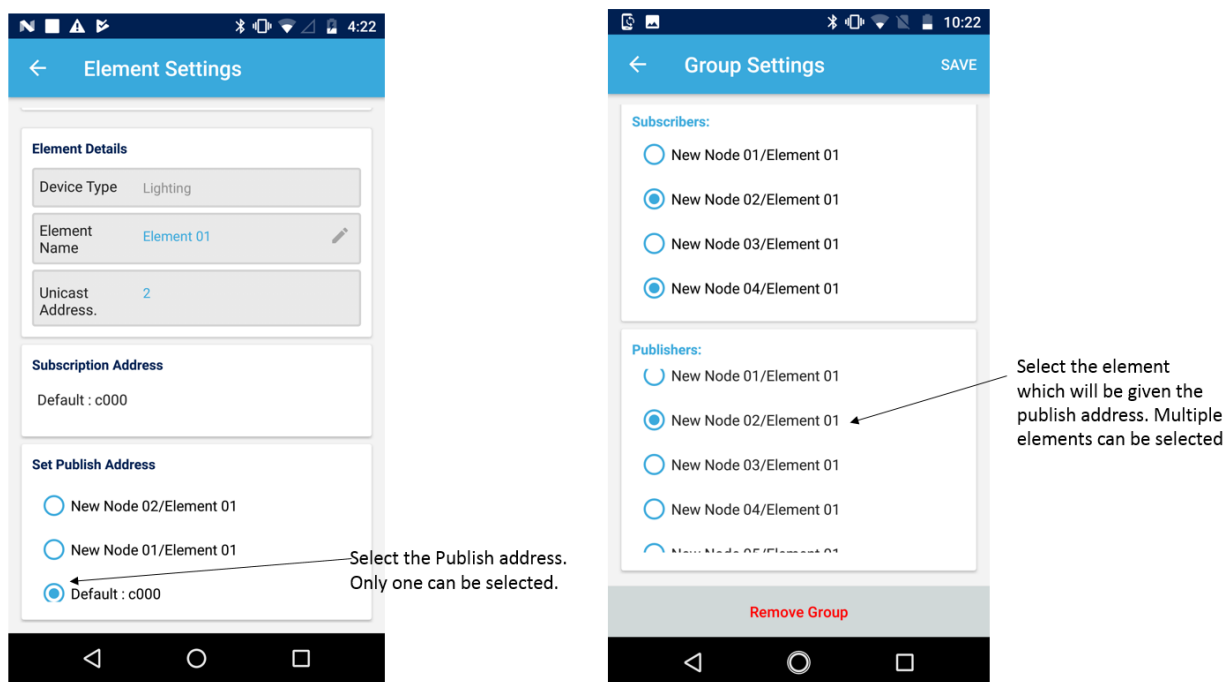 4:22
Element Settings
Element Details
Device Type Lighting
Element
Name
Element 01
Unicast
Address.
2
Subscription Address
Default : c000
Set Publish Address
New Node 02/Element 01
New Node 01/Element 01
Default : c000
Select the Publish address.
Only one can be selected.
10:22
Group Settings
SAVE
Subscribers:
New Node 01/Element 01
New Node 02/Element 01
New Node 03/Element 01
New Node 04/Element 01
Publishers:
New Node 01/Element 01
New Node 02/Element 01
New Node 03/Element 01
New Node 04/Element 01
New Node 05/Element 01
Remove Group
Select the element
which will be given the
publish address. Multiple
elements can be selected